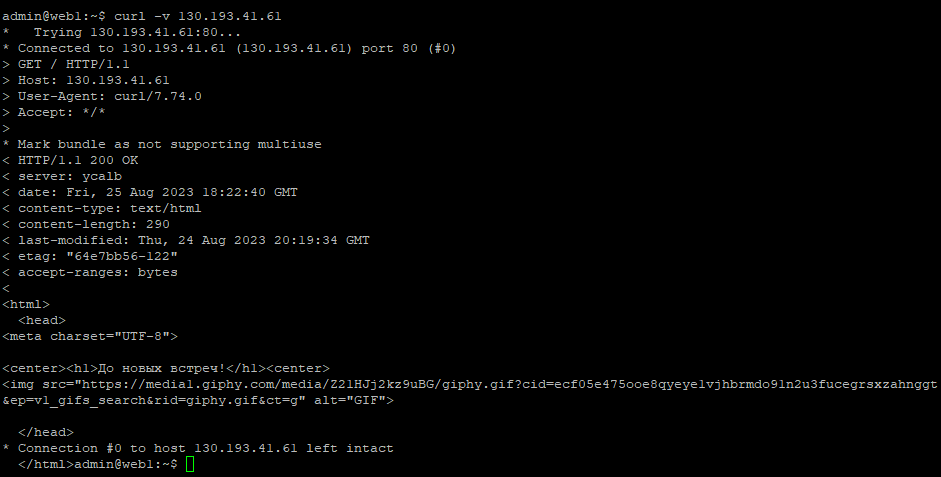 admin@web1:~$ curl -v 130.193.41.61
*   Trying 130.193.41.61:80...
* Connected to 130.193.41.61 (130.193.41.61) port 80 (#0)
> GET / HTTP/1.1
> Host: 130.193.41.61
> User-Agent: curl/7.74.0
> Accept: */*
>
* Mark bundle as not supporting multiuse
< HTTP/1.1 200 OK
< server: ycalb
< date: Fri, 25 Aug 2023 18:22:40 GMT
< content-type: text/html
< content-length: 290
< last-modified: Thu, 24 Aug 2023 20:19:34 GMT
< etag: "64e7bb56-122"
< accept-ranges: bytes
<
<html>
  <head>
<meta charset="UTF-8">
<center><h1>До новых встреч!</h1><center>
<img src="https://media1.giphy.com/media/Z21HJj2kz9uBG/giphy.gif?cid=ecf05e475ooe8qyeye1vjhbrmdo91n2u3fucegrsxzahnggt
&ep=v1_gifs_search&rid=giphy.gif&ct=g" alt="GIF">
  </head>
* Connection #0 to host 130.193.41.61 left intact
  </html>admin@web1:~$